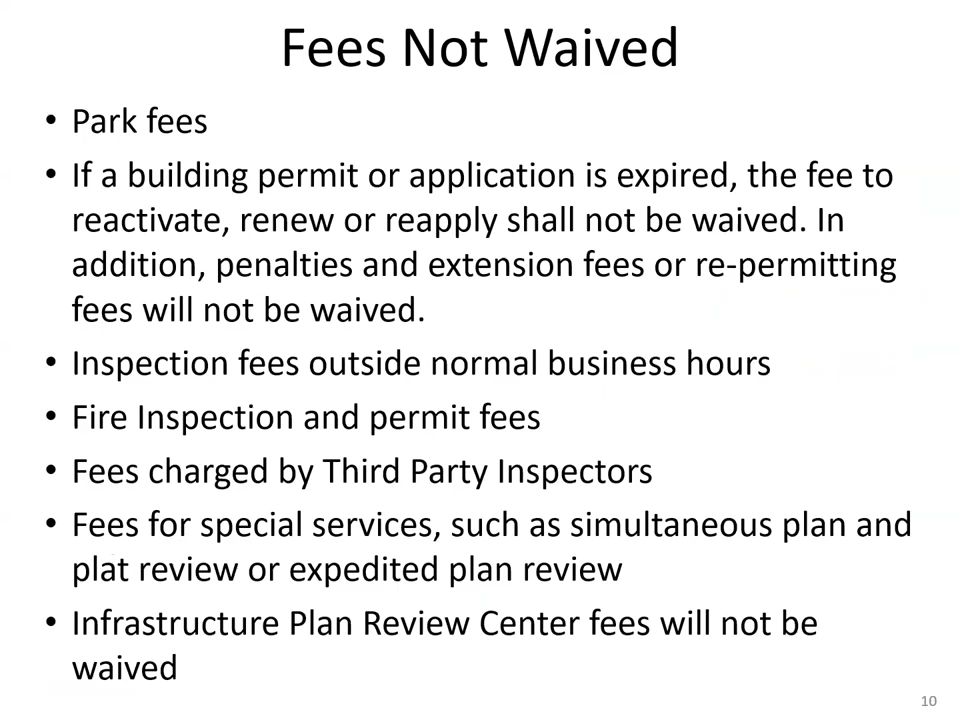 Fees Not Waived
• Park fees
• If a building permit or application is expired, the fee to
reactivate, renew or reapply shall not be waived. In
addition, penalties and extension fees or re-permitting
fees will not be waived.
• Inspection fees outside normal business hours
• Fire Inspection and permit fees
• Fees charged by Third Party Inspectors
• Fees for special services, such as simultaneous plan and
plat review or expedited plan review
• Infrastructure Plan Review Center fees will not be
waived
10